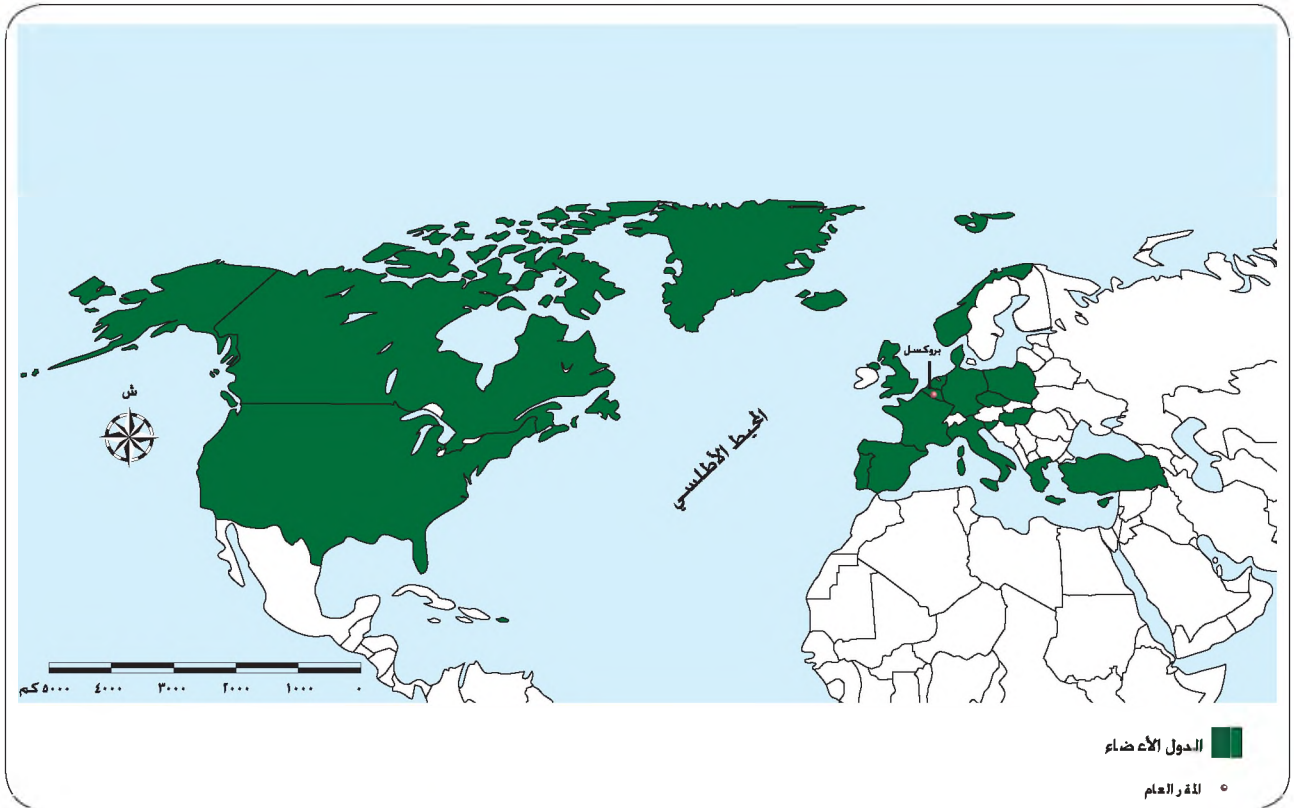 بروكسل
ش
المحيط الأطلسي
٥٠٠٠ كم ٤٠٠٠ ٣٠٠٠ ٢٠٠٠ ١٠٠٠ ٠
الدول الأعضاء
المقر العام